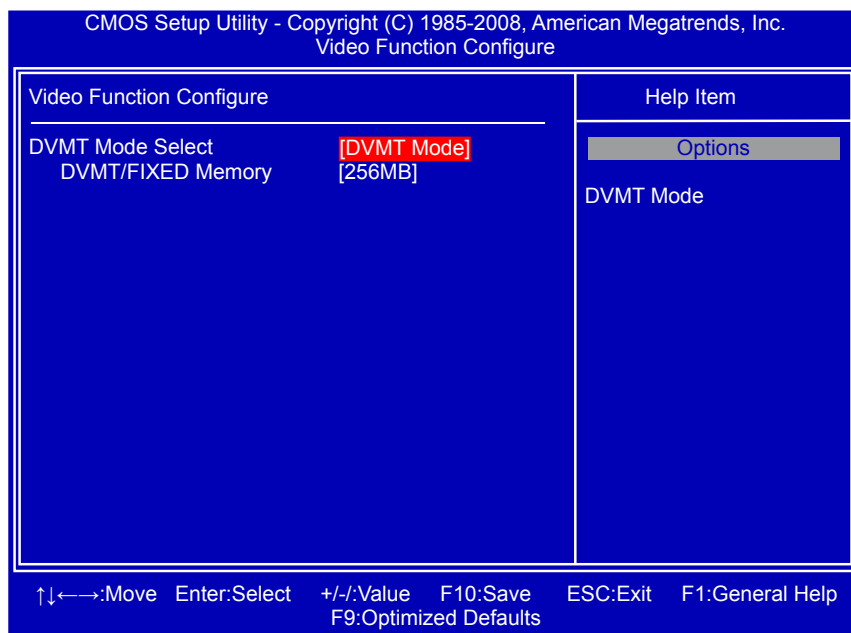 CMOS Setup Utility - Copyright (C) 1985-2008, American Megatrends, Inc.
Video Function Configure
Video Function Configure
Help Item
DVMT Mode Select [DVMT Mode]
DVMT/FIXED Memory [256MB]
Options
DVMT Mode
↑↓←→:Move Enter:Select +/-/:Value F10:Save ESC:Exit F1:General Help
F9:Optimized Defaults